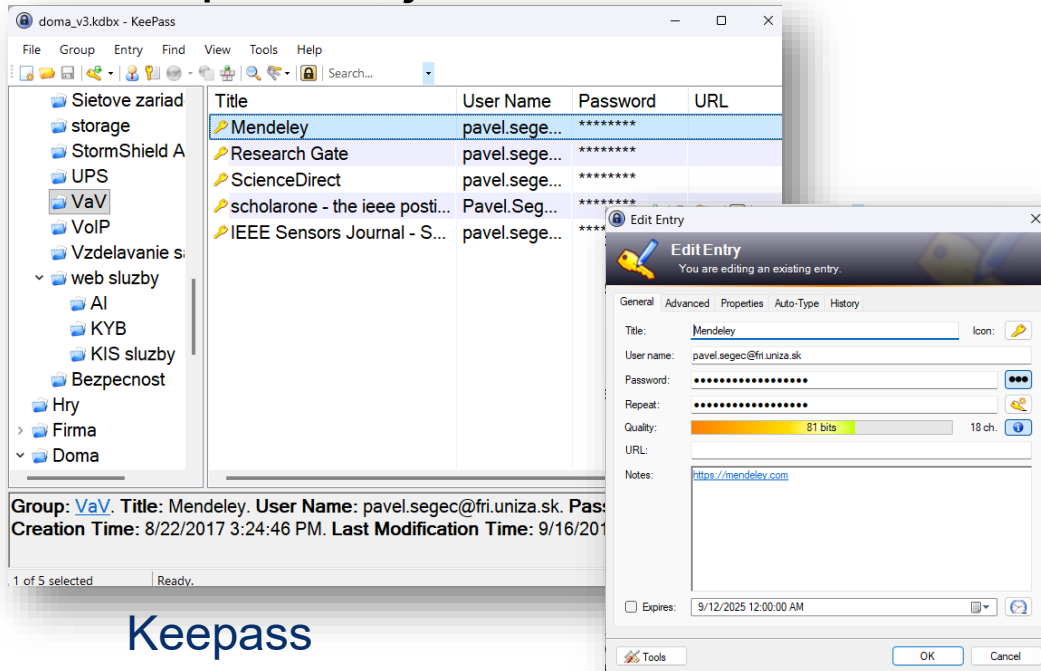 doma_v3.kdbx - KeePass
File Group Entry Find View Tools Help
Search...
Sietove zariad
storage
StormShield A
UPS
VaV
VoIP
Vzdelavanie s
web sluzby
AI
KYB
KIS sluzby
Bezpecnost
Hry
Firma
Doma
Title User Name Password URL
Mendeley pavel.sege... ********
Research Gate pavel.sege... ********
ScienceDirect pavel.sege... ********
scholarone - the ieee posti... Pavel.Seg... ********
IEEE Sensors Journal - S... pavel.sege... ****
Group: VaV. Title: Mendeley. User Name: pavel.segec@fri.uniza.sk. Pas
Creation Time: 8/22/2017 3:24:46 PM. Last Modification Time: 9/16/201
1 of 5 selected Ready.
Edit Entry
Edit Entry
You are editing an existing entry.
General Advanced Properties Auto-Type History
Title: Mendeley Icon:
User name: pavel.segec@fri.uniza.sk
Password: ••••••••••••••••••
Repeat: ••••••••••••••••••
Quality: 81 bits 18 ch.
URL:
Notes: https://mendeley.com
Expires: 9/12/2025 12:00:00 AM
Tools OK Cancel
Keepass